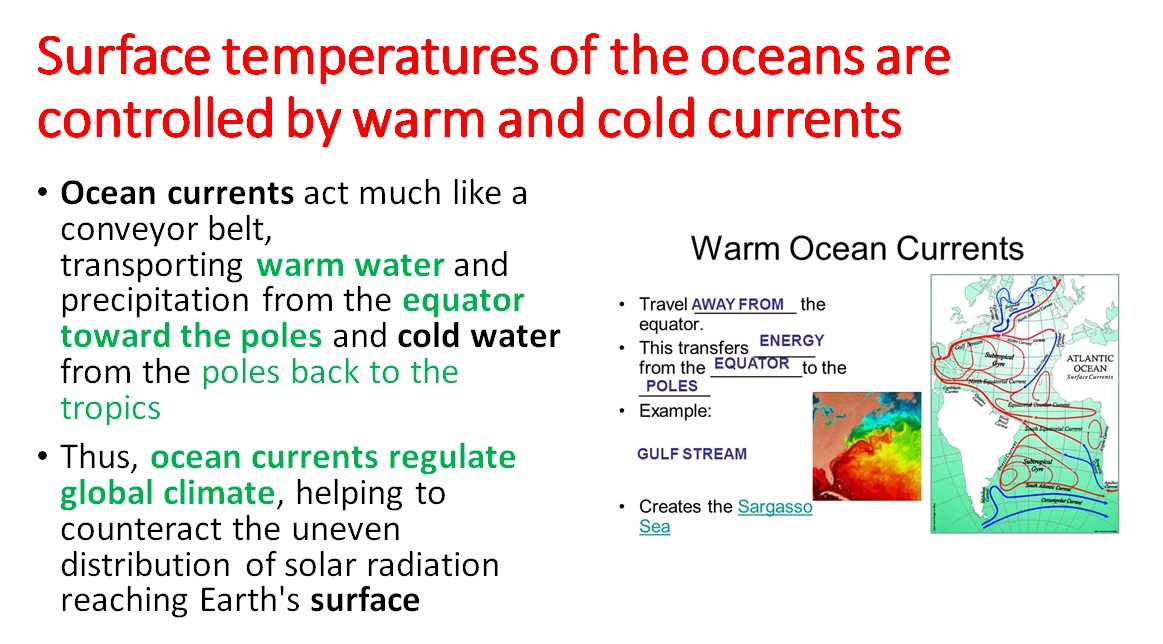 Surface temperatures of the oceans are
controlled by warm and cold currents
• Ocean currents act much like a
conveyor belt,
transporting warm water and
precipitation from the equator
toward the poles and cold water
from the poles back to the
tropics
• Thus, ocean currents regulate
global climate, helping to
counteract the uneven
distribution of solar radiation
reaching Earth's surface
Warm Ocean Currents
• Travel AWAY FROM the
equator.
• This transfers ENERGY
from the EQUATOR to the
POLES
• Example:
GULF STREAM
• Creates the Sargasso
Sea
ATLANTIC
OCEAN
Surface Currents
Gulf Stream
Subtropical
Gyre
North Equatorial Current
Equatorial Counter Current
South Equatorial Current
Subtropical
Gyre
South Atlantic Current
Circumpolar Current